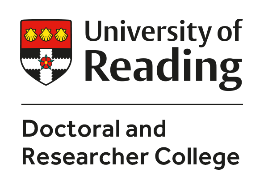 University of
Reading
Doctoral and
Researcher College